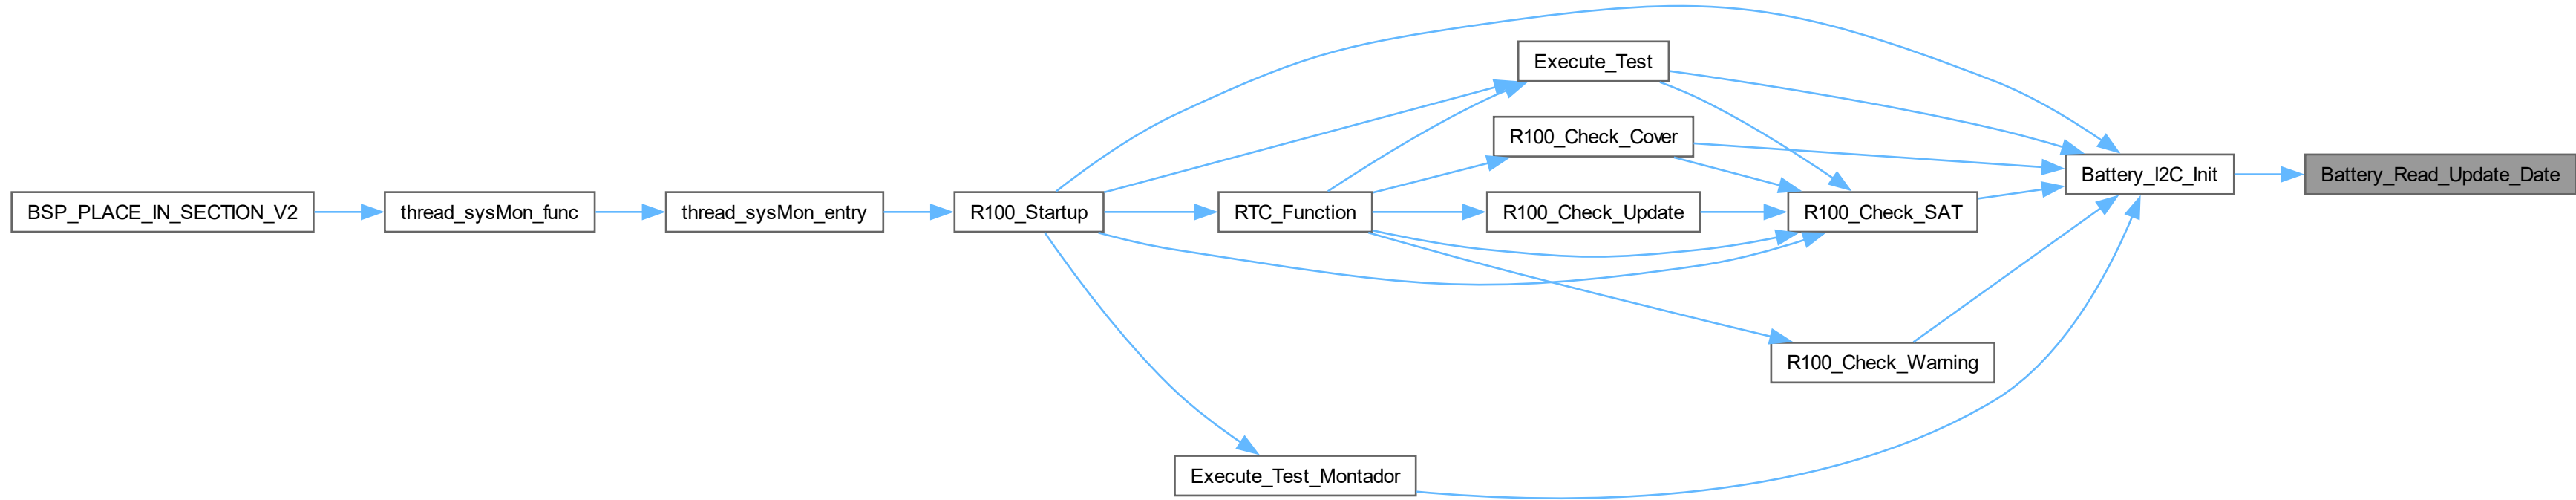 BSP_PLACE_IN_SECTION_V2
thread_sysMon_func
thread_sysMon_entry
R100_Startup
Execute_Test
R100_Check_Cover
RTC_Function
R100_Check_Update
R100_Check_SAT
R100_Check_Warning
Execute_Test_Montador
Battery_I2C_Init
Battery_Read_Update_Date